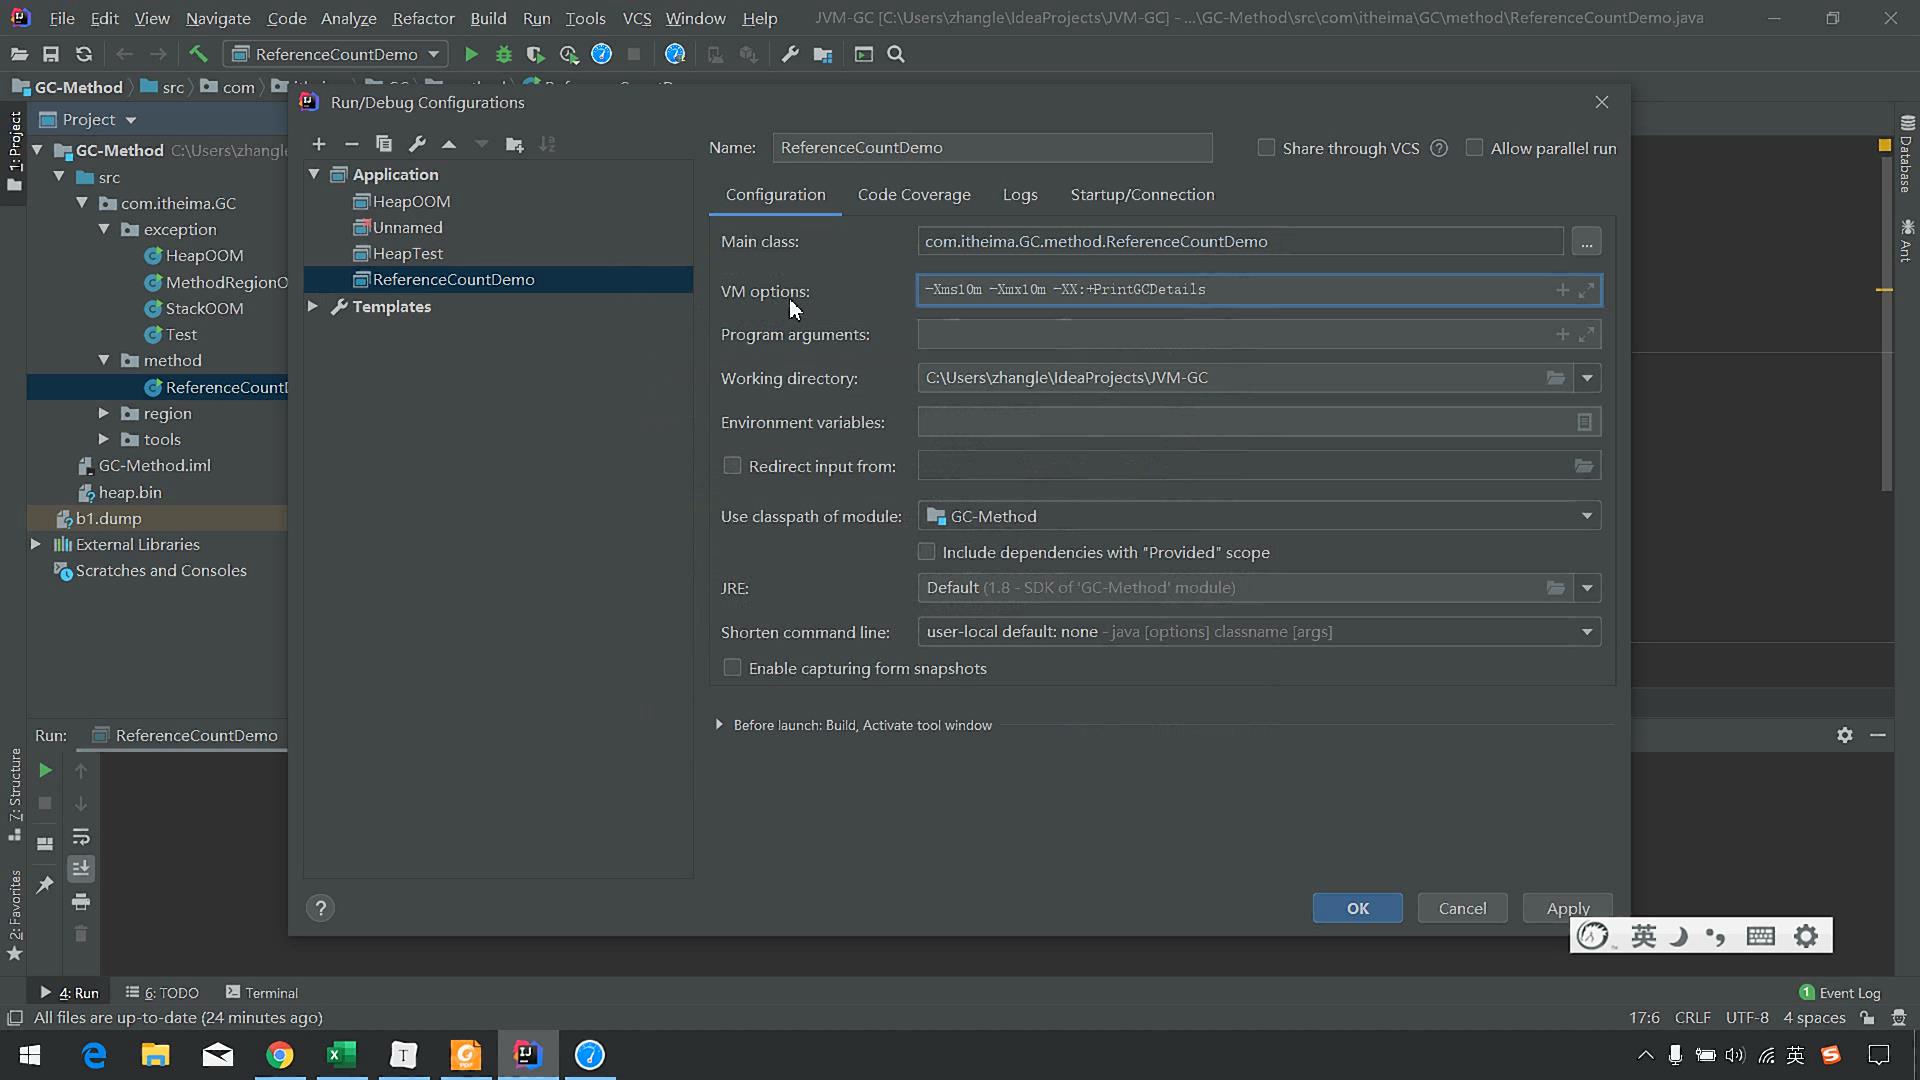 File Edit View Navigate Code Analyze Refactor Build Run Tools VCS Window Help JVM-GC [C:\Users\zhangle\IdeaProjects\JVM-GC] - ...\GC-Method\src\com\itheima\GC\method\ReferenceCountDemo.java
ReferenceCountDemo
GC-Method src com
Run/Debug Configurations
Project
1: Project
GC-Method C:\Users\zhangle
src
com.itheima.GC
exception
HeapOOM
MethodRegionO
StackOOM
Test
method
ReferenceCountD
region
tools
GC-Method.iml
heap.bin
b1.dump
External Libraries
Scratches and Consoles
Application
HeapOOM
Unnamed
HeapTest
ReferenceCountDemo
Templates
Name: ReferenceCountDemo
Share through VCS ? Allow parallel run
Configuration Code Coverage Logs Startup/Connection
Main class: com.itheima.GC.method.ReferenceCountDemo ...
VM options: -Xms10m -Xmx10m -XX:+PrintGCDetails
Program arguments:
Working directory: C:\Users\zhangle\IdeaProjects\JVM-GC
Environment variables:
Redirect input from:
Use classpath of module: GC-Method
Include dependencies with "Provided" scope
JRE: Default (1.8 - SDK of 'GC-Method' module)
Shorten command line: user-local default: none - java [options] classname [args]
Enable capturing form snapshots
Before launch: Build, Activate tool window
? OK Cancel Apply
Database
Ant
Run: ReferenceCountDemo
7: Structure
2: Favorites
英
4: Run 6: TODO Terminal 1 Event Log
All files are up-to-date (24 minutes ago) 17:6 CRLF UTF-8 4 spaces
英